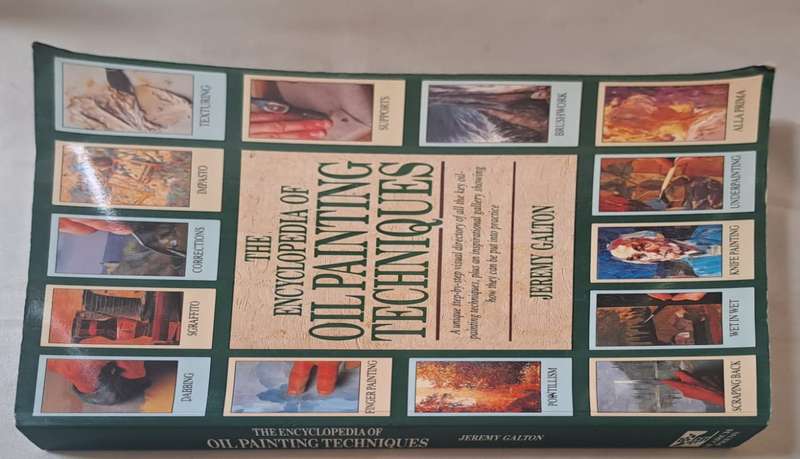 DABBING
SGRAFFITO
CORRECTIONS
IMPASTO
TEXTURING
FINGER PAINTING
SUPPORTS
THE
ENCYCLOPEDIA OF
OIL PAINTING
TECHNIQUES
A unique step-by-step visual directory of all the key oil-
painting techniques, plus an inspirational gallery showing
how they can be put into practice
JEREMY GALTON
POINTILLISM
BRUSHWORK
SCRAPING BACK
WET IN WET
KNIFE PAINTING
UNDERPAINTING
ALLA PRIMA
THE ENCYCLOPEDIA OF
OIL PAINTING TECHNIQUES
JEREMY GALTON